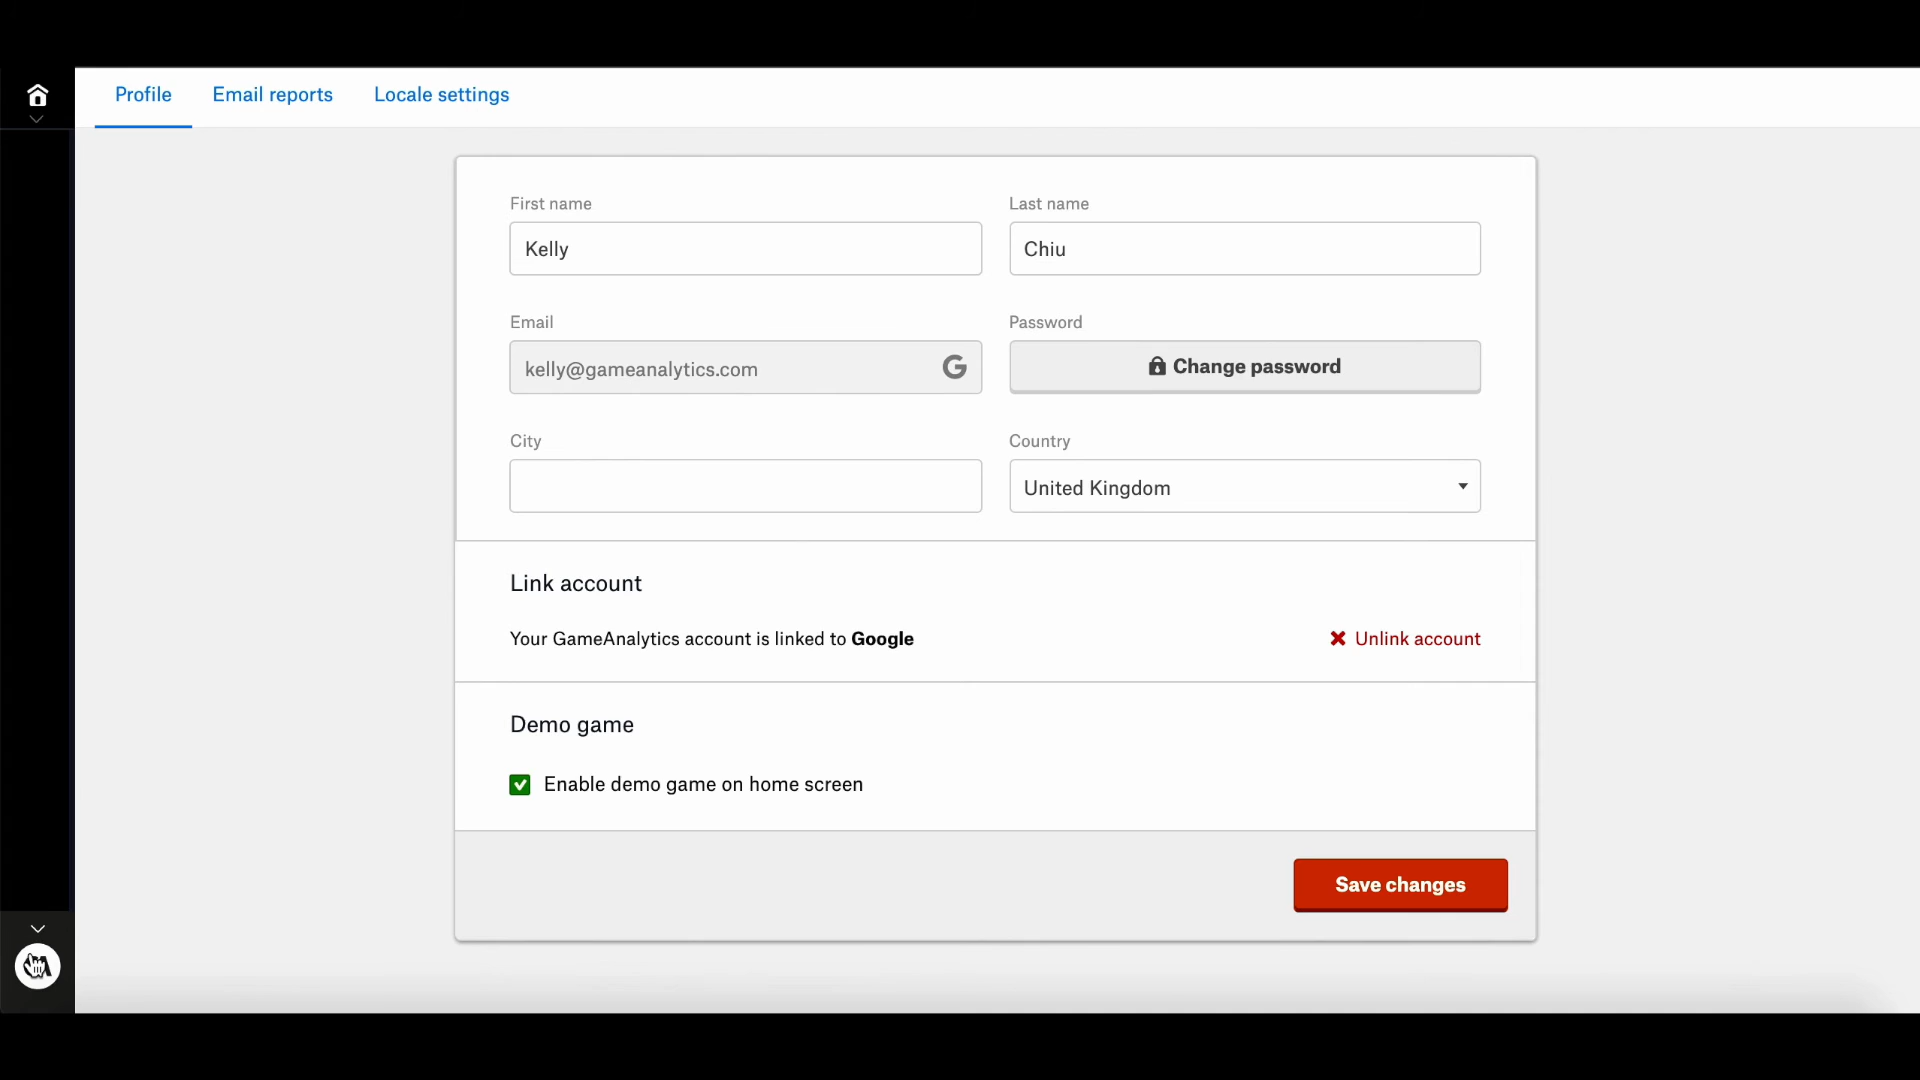 Profile Email reports Locale settings
First name Last name
Kelly Chiu
Email Password
kelly@gameanalytics.com G Change password
City Country
United Kingdom
Link account
Your GameAnalytics account is linked to Google Unlink account
Demo game
Enable demo game on home screen
Save changes